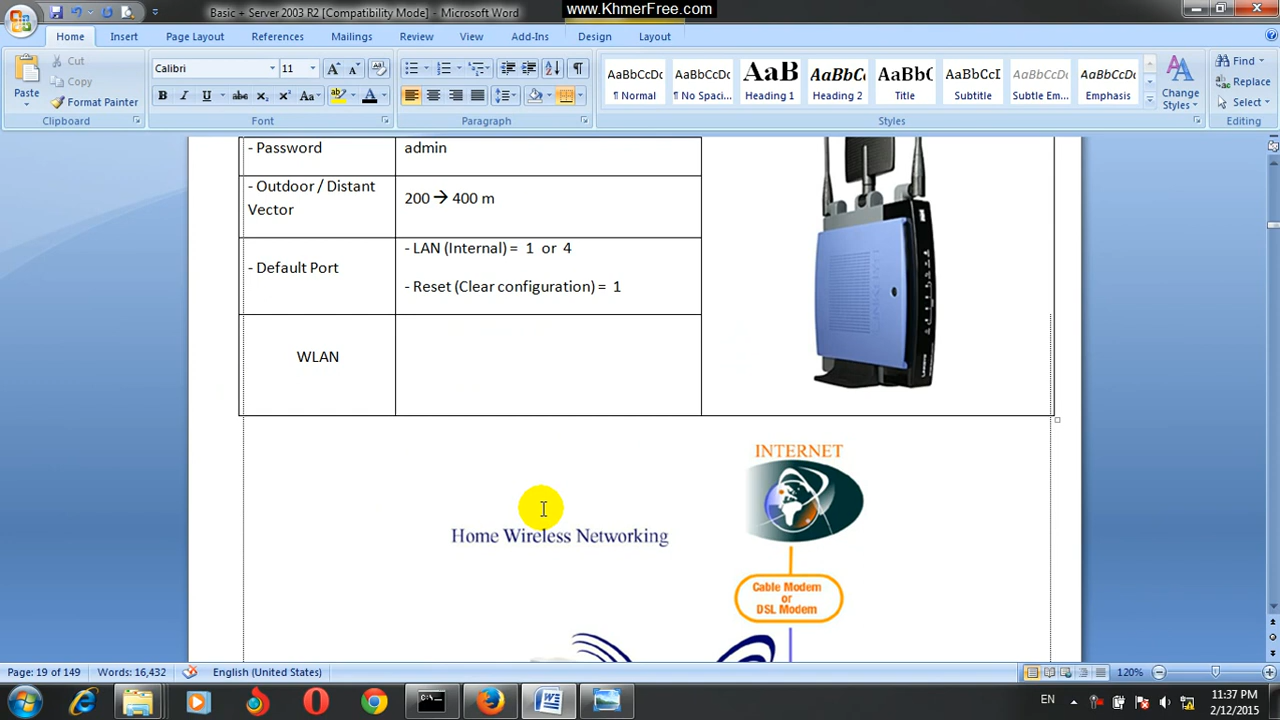 Basic + Server 2003 R2 [Compatibility Mode] - Microsoft Word
www.KhmerFree.com
Home Insert Page Layout References Mailings Review View Add-Ins Design Layout
Paste
Cut
Copy
Format Painter
Clipboard
Calibri 11
Font
Paragraph
AaBbCcDc AaBbCcDc AaB AaBbC AaBbC AaBbCcI AaBbCcDc AaBbCcDc
¶ Normal ¶ No Spaci... Heading 1 Heading 2 Title Subtitle Subtle Em... Emphasis
Change Styles
Styles
Find
Replace
Select
Editing
- Password admin
- Outdoor / Distant Vector
200 → 400 m
- Default Port
- LAN (Internal) = 1 or 4
- Reset (Clear configuration) = 1
WLAN
INTERNET
Home Wireless Networking
Cable Modem
or
DSL Modem
Page: 19 of 149 Words: 16,432 English (United States) 120%
EN 11:37 PM
2/12/2015